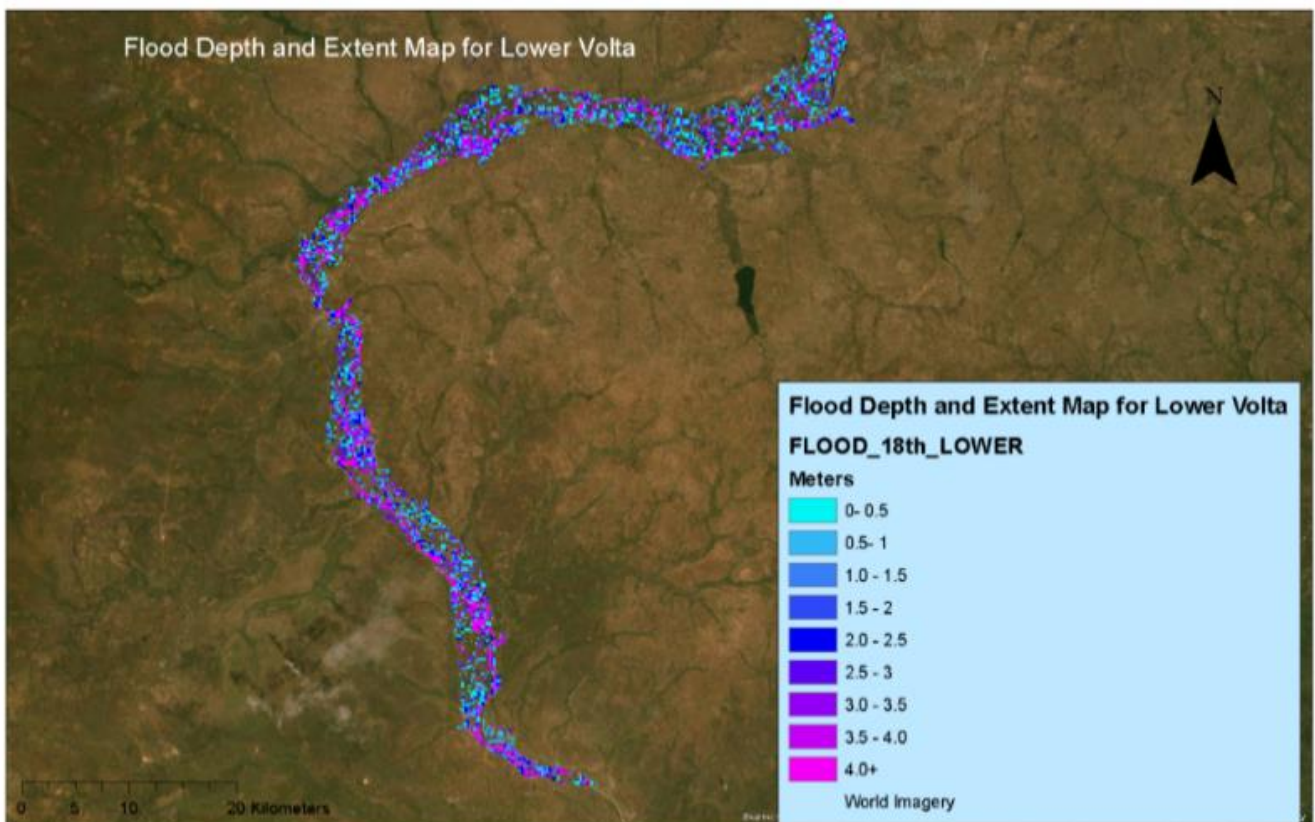 Flood Depth and Extent Map for Lower Volta
N
Flood Depth and Extent Map for Lower Volta
FLOOD_18th_LOWER
Meters
0- 0.5
0.5- 1
1.0 - 1.5
1.5 - 2
2.0 - 2.5
2.5 - 3
3.0 - 3.5
3.5 - 4.0
4.0+
World Imagery
0 5 10 20 Kilometers